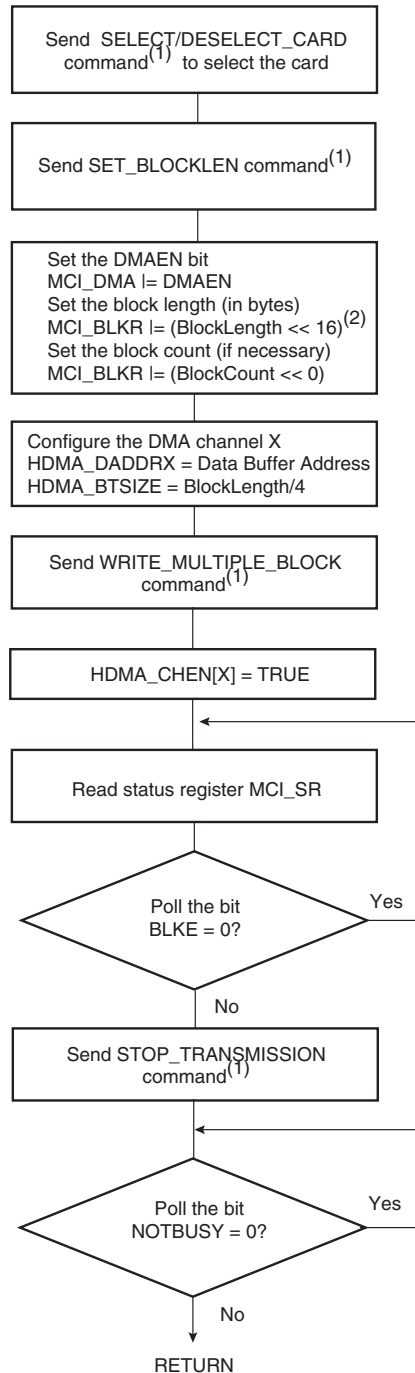 Send SELECT/DESELECT_CARD
command(1) to select the card
Send SET_BLOCKLEN command(1)
Set the DMAEN bit
MCI_DMA |= DMAEN
Set the block length (in bytes)
MCI_BLKR |= (BlockLength << 16)(2)
Set the block count (if necessary)
MCI_BLKR |= (BlockCount << 0)
Configure the DMA channel X
HDMA_DADDRX = Data Buffer Address
HDMA_BTSIZE = BlockLength/4
Send WRITE_MULTIPLE_BLOCK
command(1)
HDMA_CHEN[X] = TRUE
Read status register MCI_SR
Poll the bit
BLKE = 0?
Yes
No
Send STOP_TRANSMISSION
command(1)
Poll the bit
NOTBUSY = 0?
Yes
No
RETURN